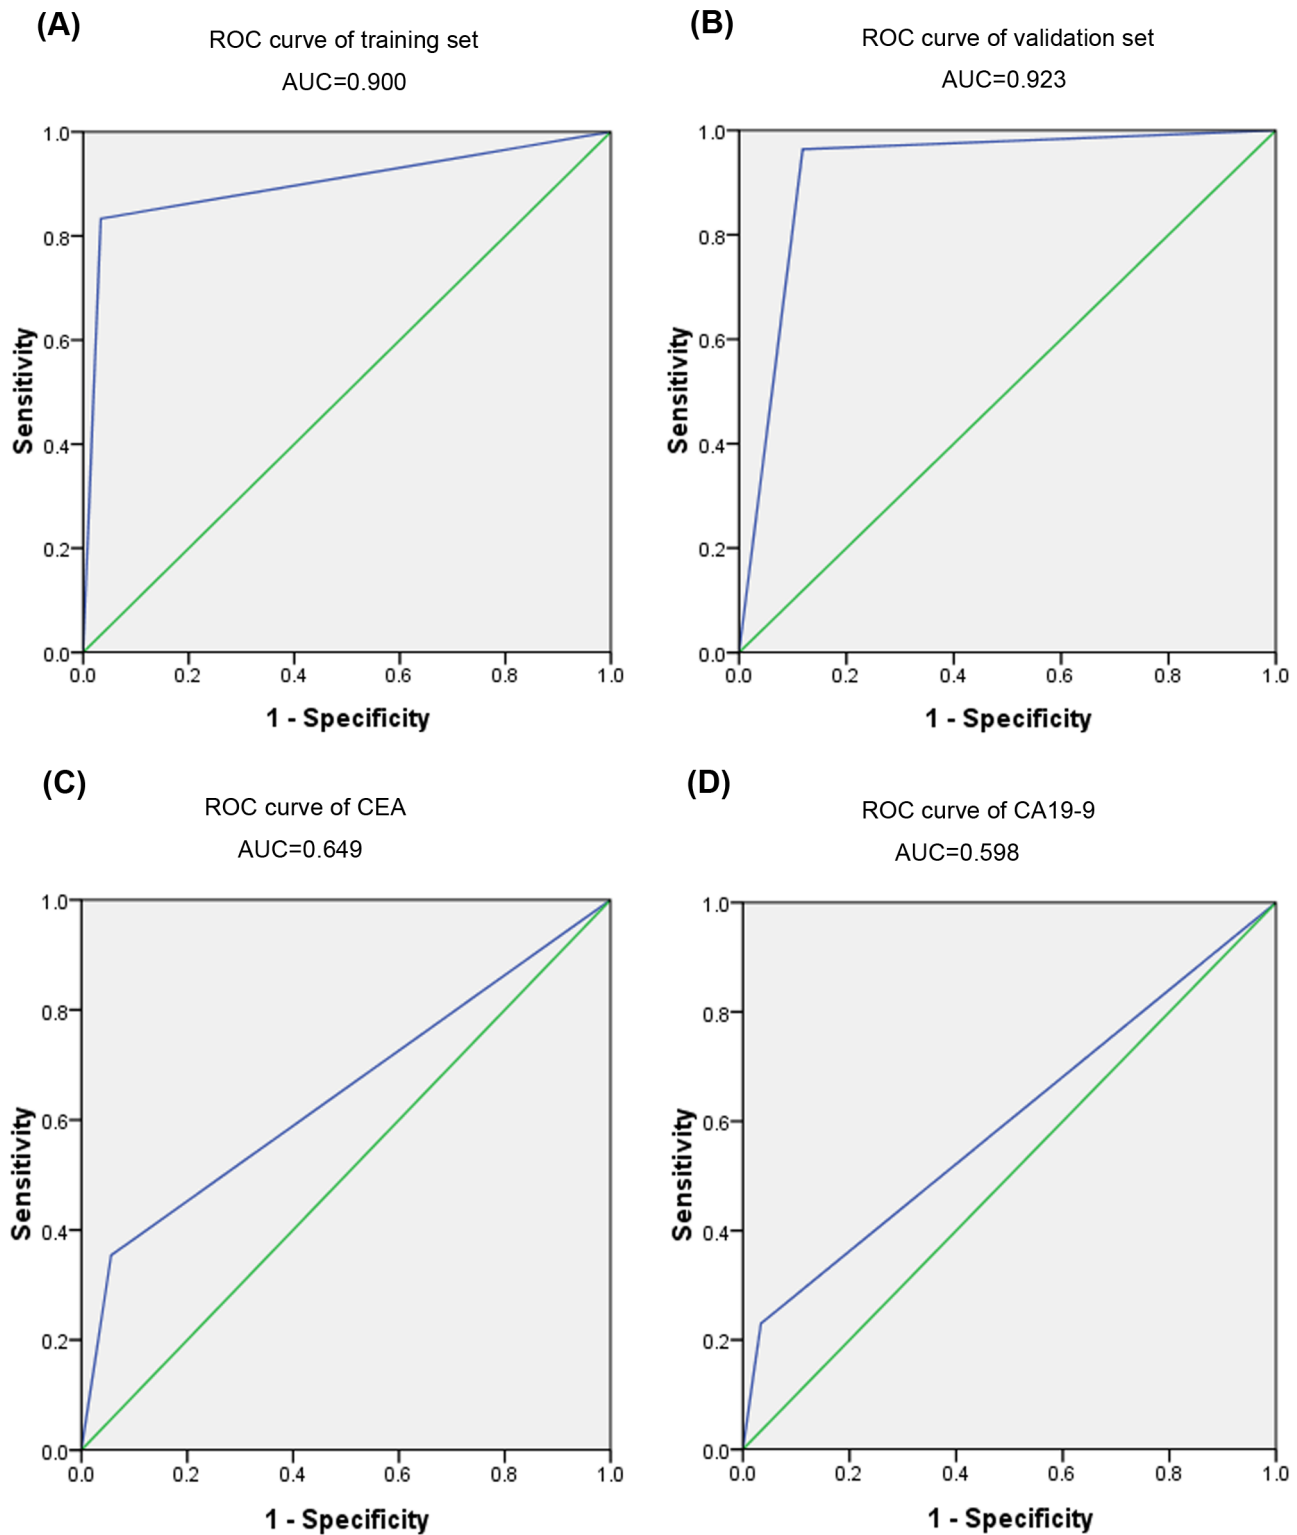 (A)
ROC curve of training set
AUC=0.900
1.0
0.8
0.6
0.4
0.2
0.0
Sensitivity
0.0 0.2 0.4 0.6 0.8 1.0
1 - Specificity
(B)
ROC curve of validation set
AUC=0.923
1.0
0.8
0.6
0.4
0.2
0.0
Sensitivity
0.0 0.2 0.4 0.6 0.8 1.0
1 - Specificity
(C)
ROC curve of CEA
AUC=0.649
1.0
0.8
0.6
0.4
0.2
0.0
Sensitivity
0.0 0.2 0.4 0.6 0.8 1.0
1 - Specificity
(D)
ROC curve of CA19-9
AUC=0.598
1.0
0.8
0.6
0.4
0.2
0.0
Sensitivity
0.0 0.2 0.4 0.6 0.8 1.0
1 - Specificity